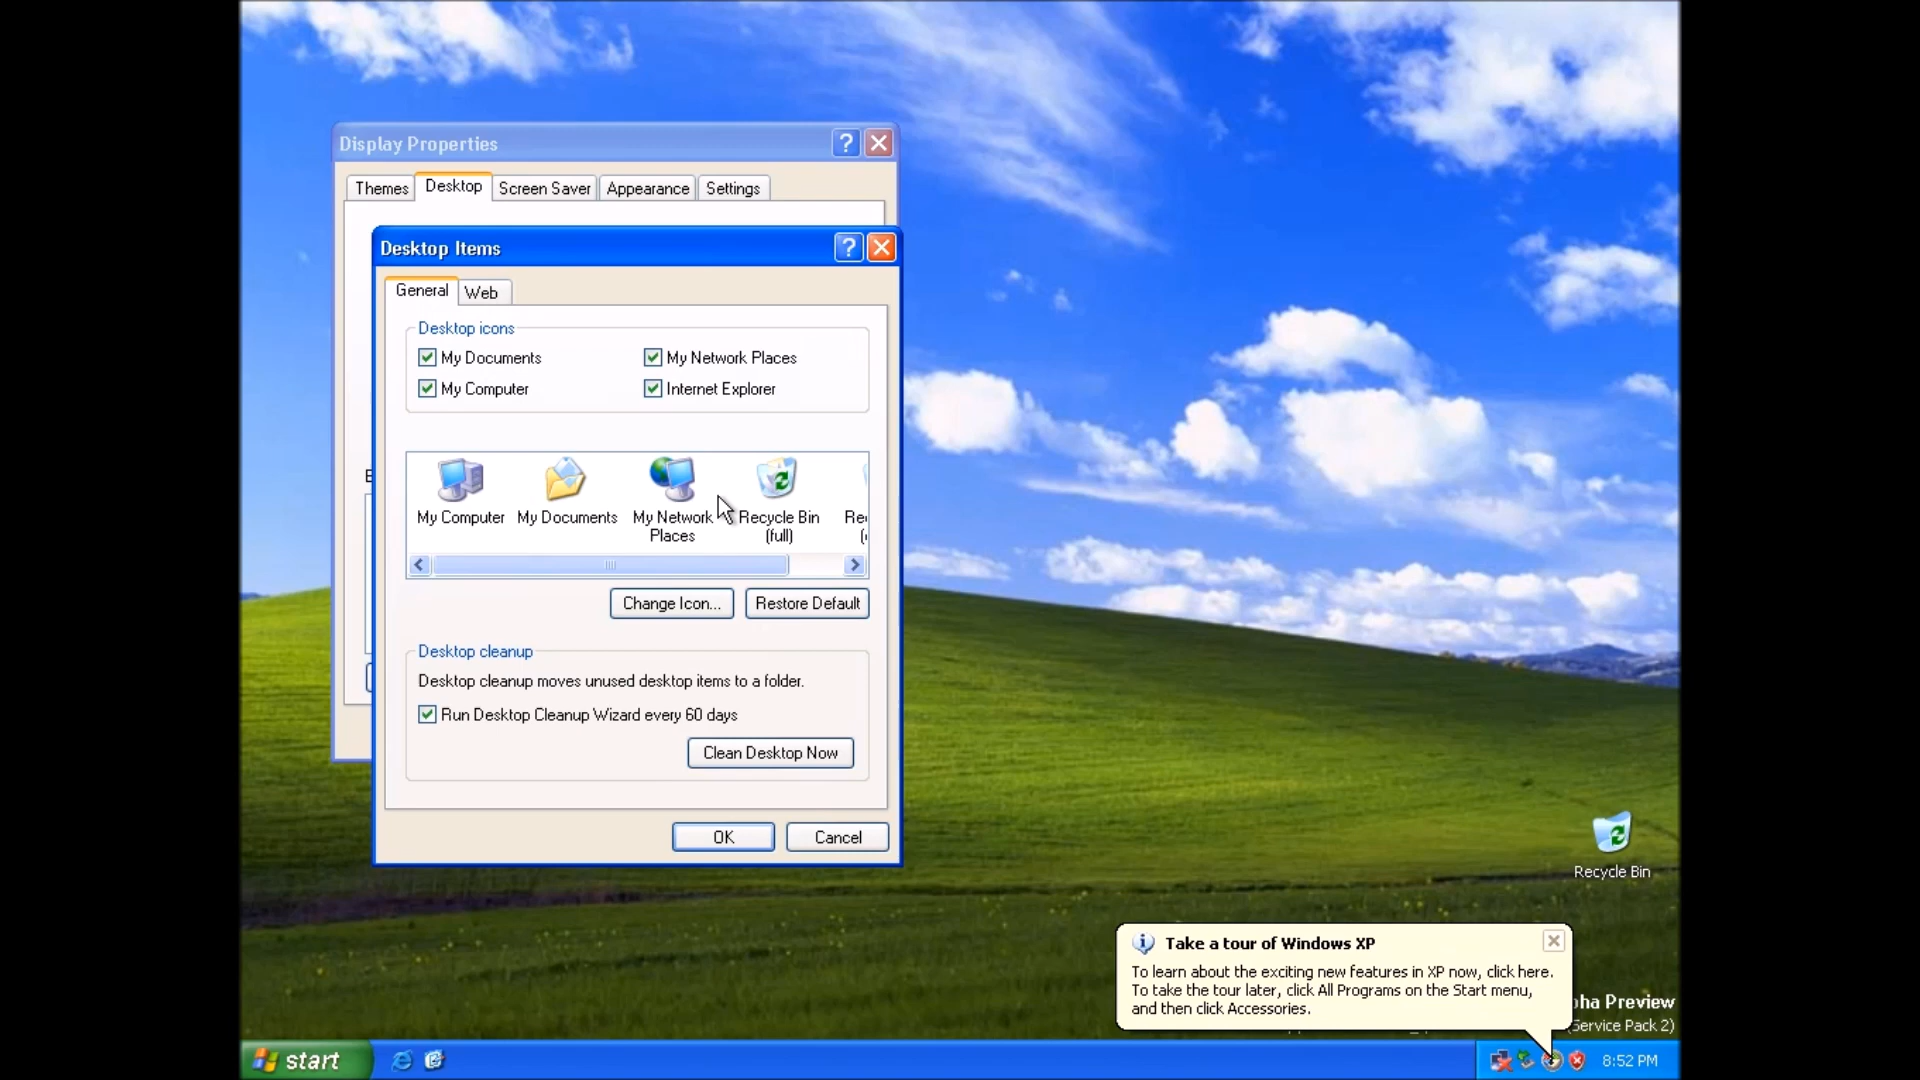 Display Properties
Themes
Desktop
Screen Saver
Appearance
Settings
Desktop Items
General
Web
Desktop icons
My Documents
My Network Places
My Computer
Internet Explorer
My Computer
My Documents
My Network
Places
Recycle Bin
(full)
Change Icon...
Restore Default
Desktop cleanup
Desktop cleanup moves unused desktop items to a folder.
Run Desktop Cleanup Wizard every 60 days
Clean Desktop Now
OK
Cancel
Recycle Bin
Take a tour of Windows XP
To learn about the exciting new features in XP now, click here.
To take the tour later, click All Programs on the Start menu,
and then click Accessories.
Preview
(Service Pack 2)
start
8:52 PM